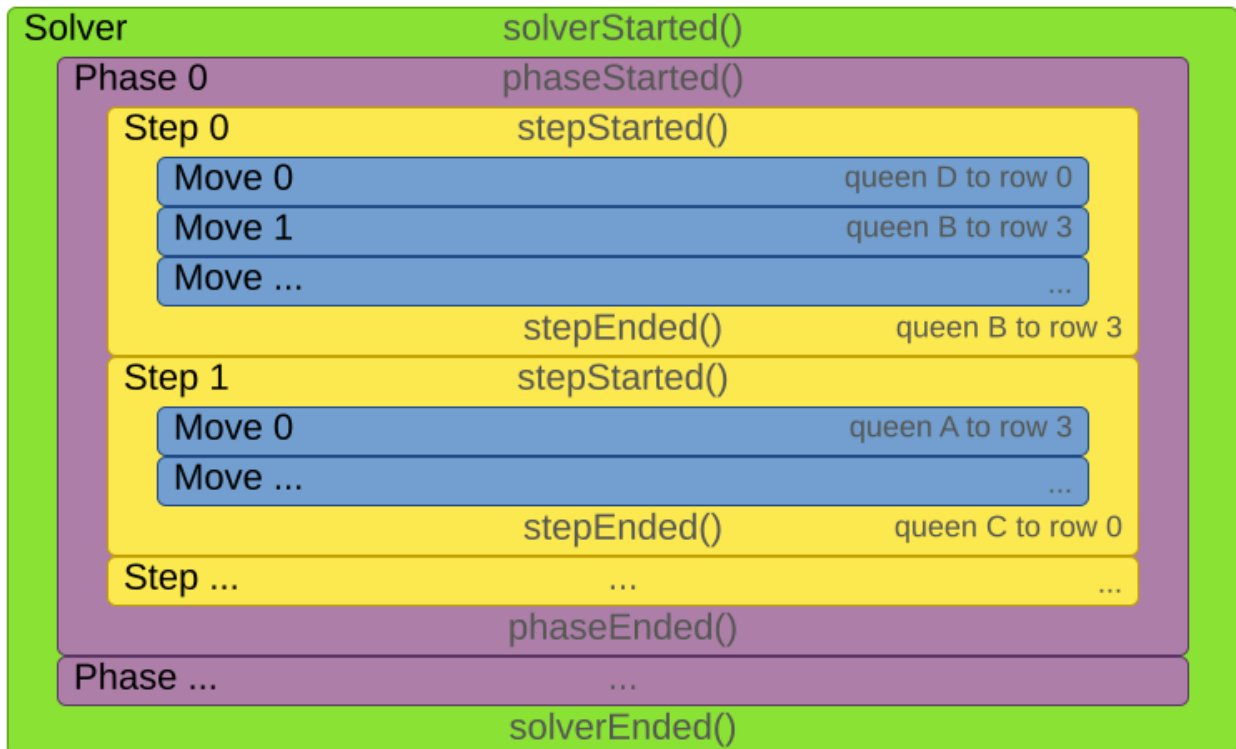 Solver solverStarted()
Phase 0 phaseStarted()
Step 0 stepStarted()
Move 0 queen D to row 0
Move 1 queen B to row 3
Move ... ...
stepEnded() queen B to row 3
Step 1 stepStarted()
Move 0 queen A to row 3
Move ... ...
stepEnded() queen C to row 0
Step ... ... ...
phaseEnded()
Phase ... ...
solverEnded()